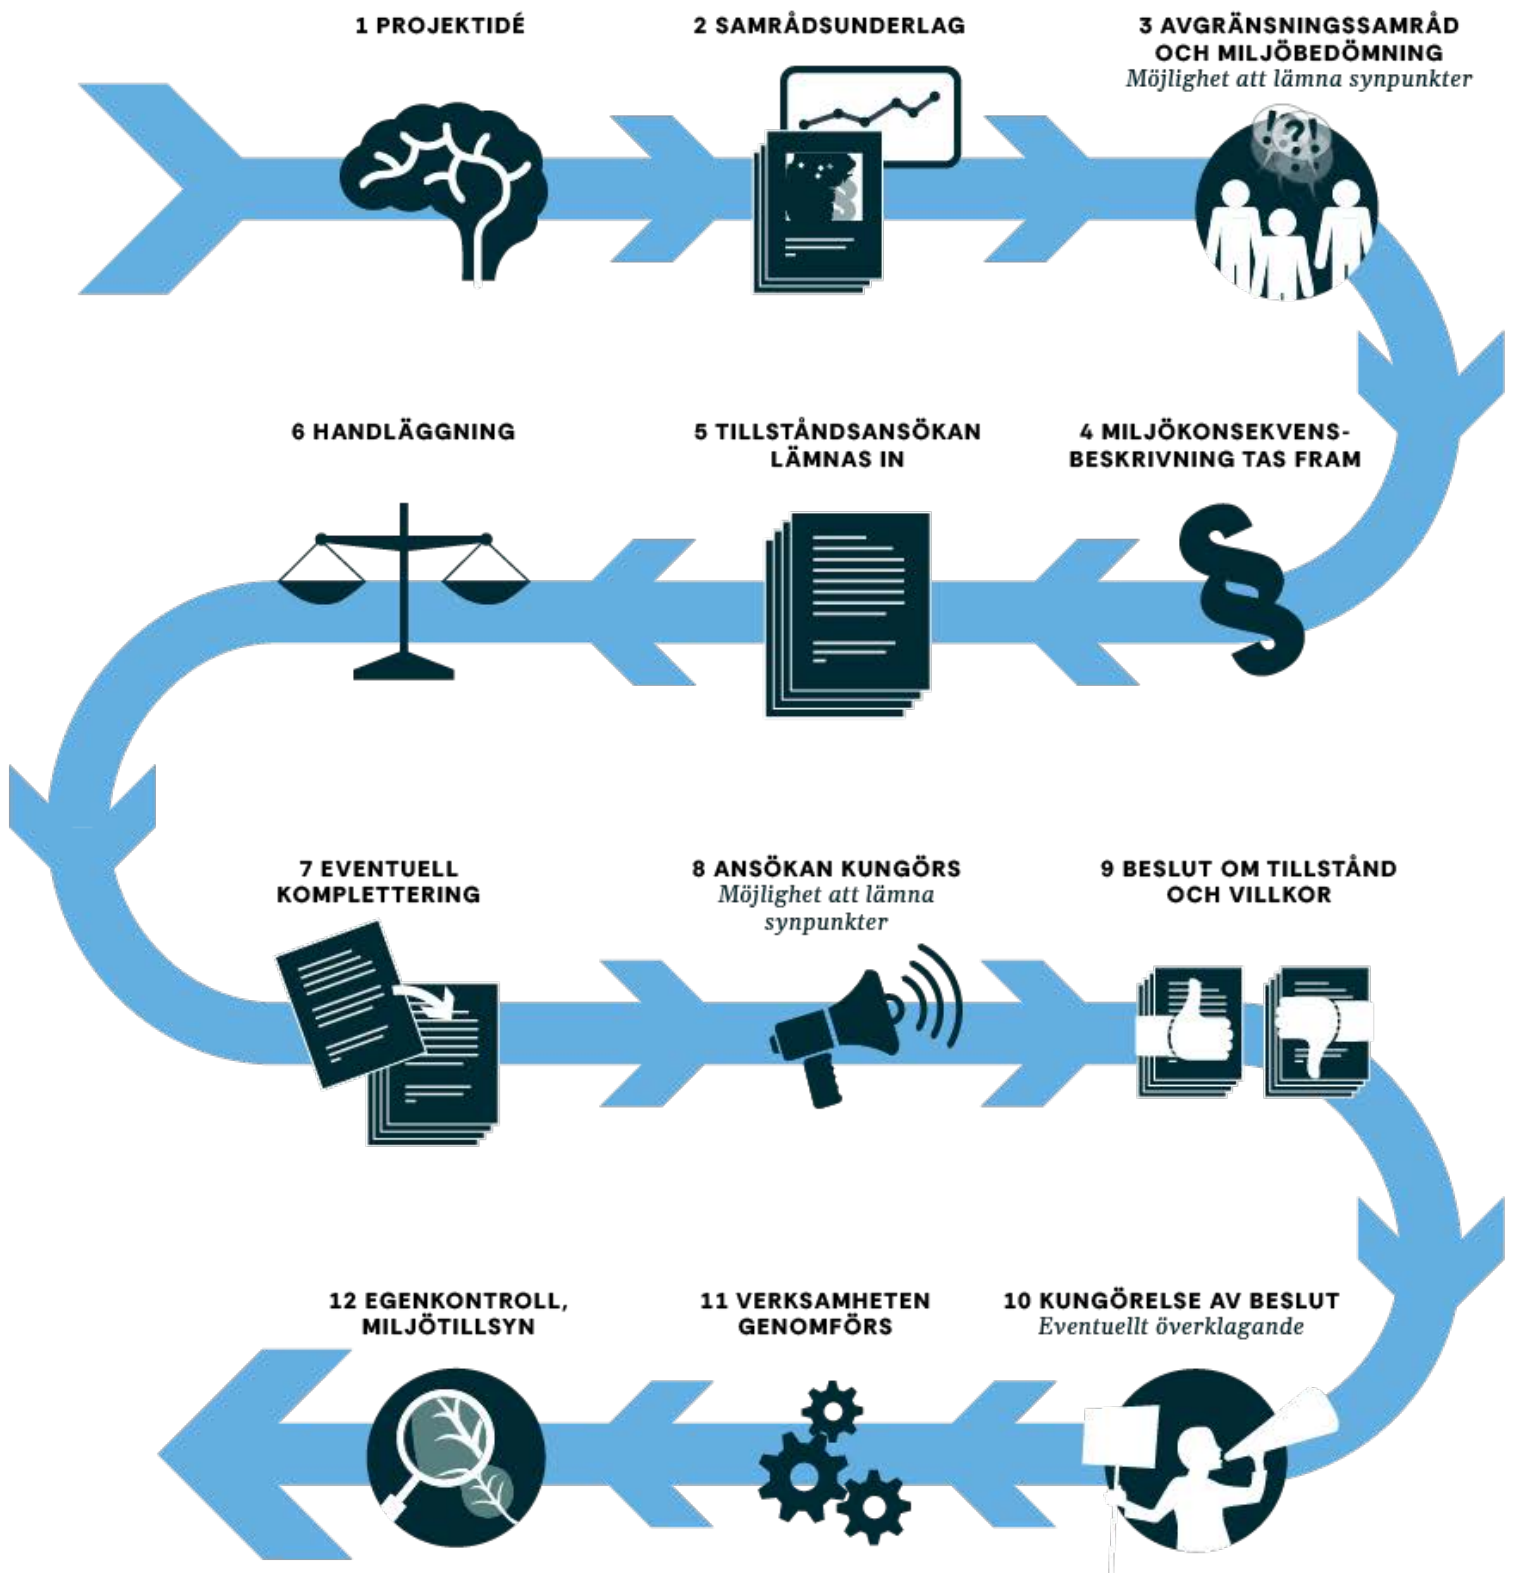 1 PROJEKTIDÉ
2 SAMRÅDSUNDERLAG
3 AVGRÄNSNINGSSAMRÅD
OCH MILJÖBEDÖMNING
Möjlighet att lämna synpunkter
!?!
4 MILJÖKONSEKVENS-
BESKRIVNING TAS FRAM
§
5 TILLSTÅNDSANSÖKAN
LÄMNAS IN
6 HANDLÄGGNING
7 EVENTUELL
KOMPLETTERING
8 ANSÖKAN KUNGÖRS
Möjlighet att lämna
synpunkter
9 BESLUT OM TILLSTÅND
OCH VILLKOR
10 KUNGÖRELSE AV BESLUT
Eventuellt överklagande
11 VERKSAMHETEN
GENOMFÖRS
12 EGENKONTROLL,
MILJÖTILLSYN